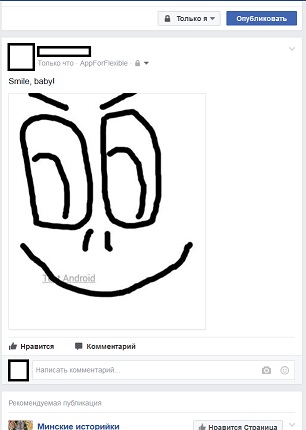 Только я
Опубликовать
Только что · AppForFlexible ·
Smile, baby!
Test Android
Нравится
Комментарий
Написать комментарий...
Рекомендуемая публикация
Минские историйки
Нравится Страница